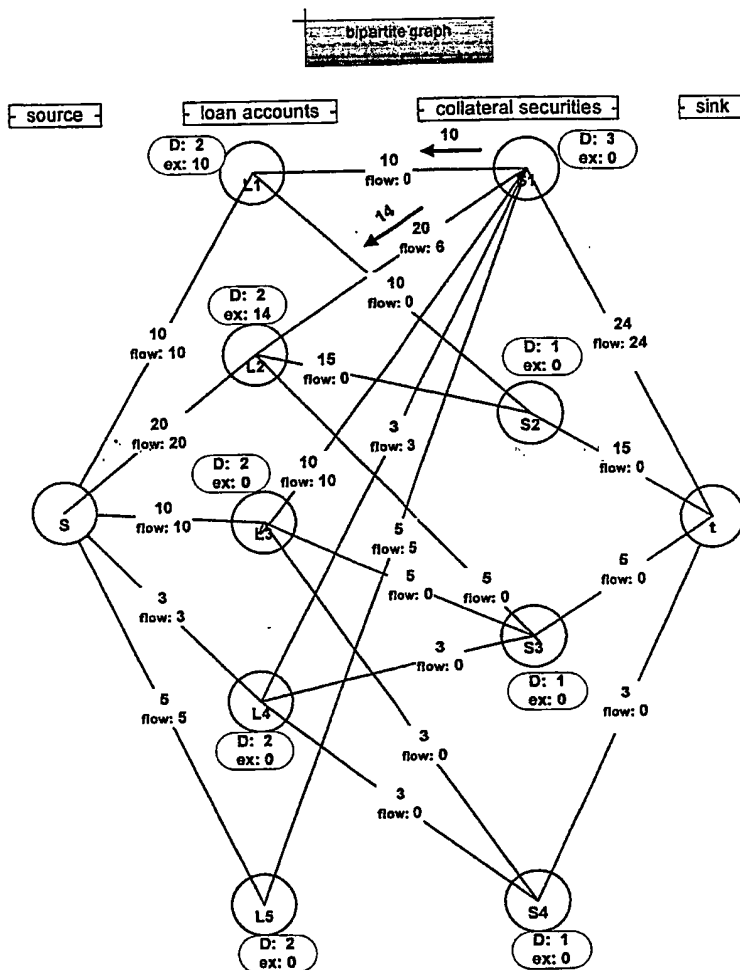 bipartite graph
source
loan accounts
collateral securities
sink
10
D: 2
ex: 10
L1
10
flow: 0
S1
D: 3
ex: 0
14
20
flow: 6
D: 2
ex: 14
L2
10
flow: 0
24
flow: 24
10
flow: 10
15
flow: 0
D: 1
ex: 0
S2
20
flow: 20
3
flow: 3
15
flow: 0
D: 2
ex: 0
10
flow: 10
S
10
flow: 10
L3
t
5
flow: 5
5
flow: 0
5
flow: 0
5
flow: 0
3
flow: 3
3
flow: 0
S3
D: 1
ex: 0
L4
D: 2
ex: 0
5
flow: 5
3
flow: 0
3
flow: 0
3
flow: 0
L5
D: 2
ex: 0
S4
D: 1
ex: 0